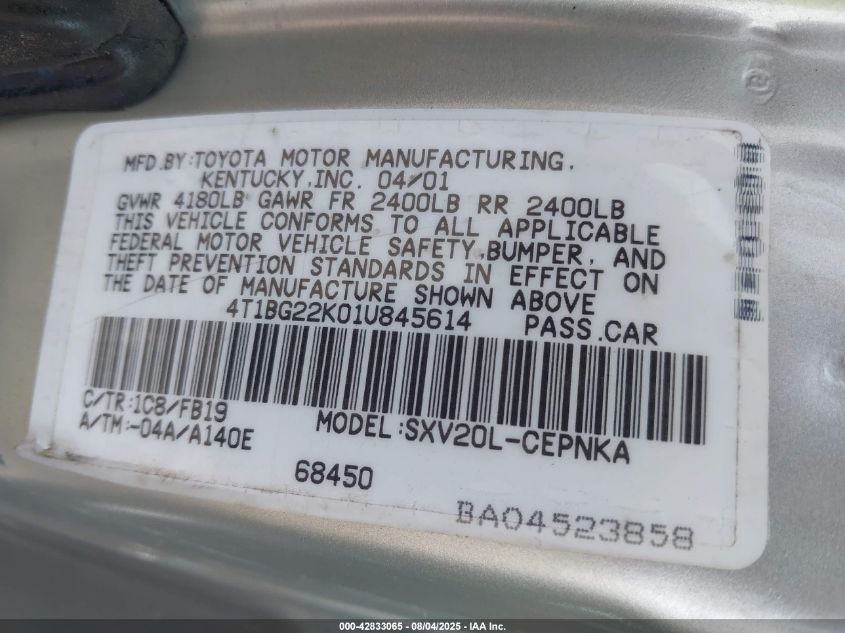 MFD.BY:TOYOTA MOTOR MANUFACTURING,
KENTUCKY,INC. 04/01
GVWR 4180LB GAWR FR 2400LB RR 2400LB
THIS VEHICLE CONFORMS TO ALL APPLICABLE
FEDERAL MOTOR VEHICLE SAFETY,BUMPER, AND
THEFT PREVENTION STANDARDS IN EFFECT ON
THE DATE OF MANUFACTURE SHOWN ABOVE
4T1BG22K01U845614 PASS.CAR
C/TR:1C8/FB19
A/TM:-04A/A140E
MODEL:SXV20L-CEPNKA
68450
BA04523858
000-42833065 - 08/04/2025 - IAA Inc.